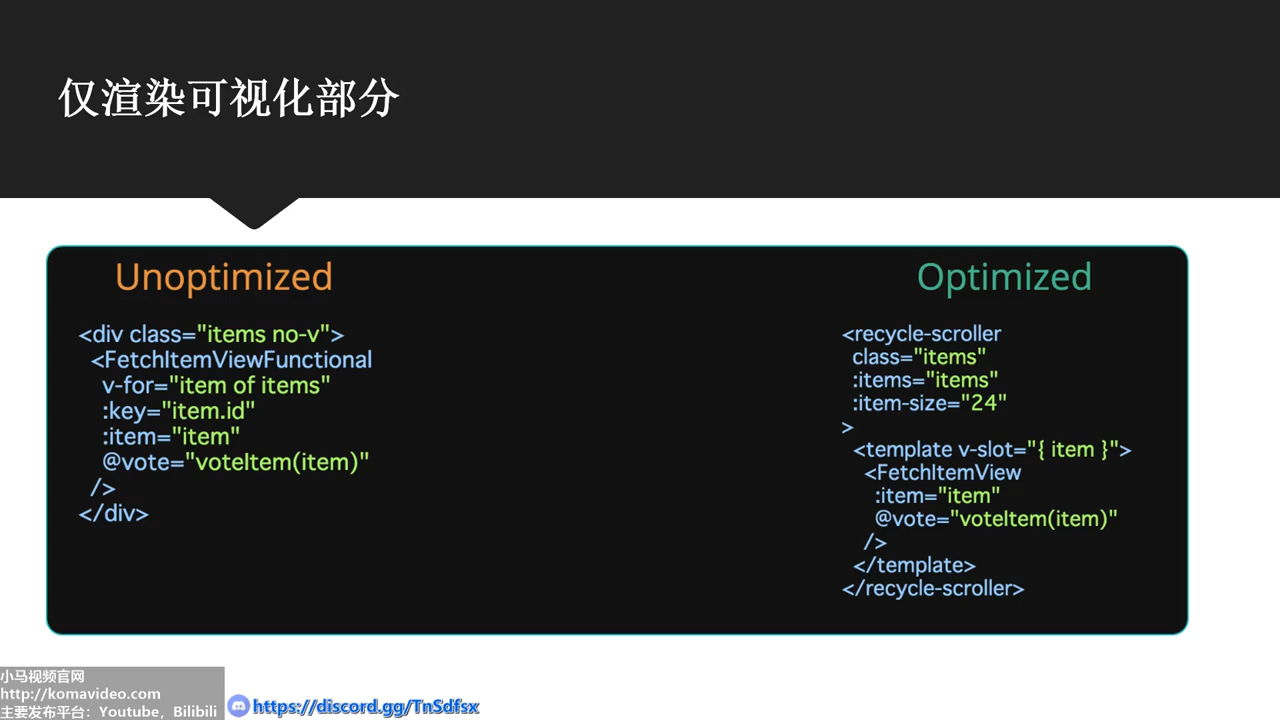 仅渲染可视化部分
Unoptimized
<div class="items no-v">
<FetchItemViewFunctional
v-for="item of items"
:key="item.id"
:item="item"
@vote="voteItem(item)"
/>
</div>
Optimized
<recycle-scroller
class="items"
:items="items"
:item-size="24"
>
<template v-slot="{ item }">
<FetchItemView
:item="item"
@vote="voteItem(item)"
/>
</template>
</recycle-scroller>
小马视频官网
http://komavideo.com
主要发布平台：Youtube，Bilibili
https://discord.gg/TnSdfsx